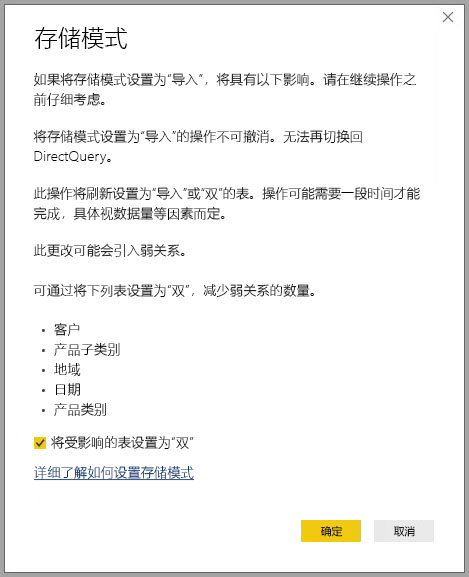 存储模式
如果将存储模式设置为“导入”，将具有以下影响。请在继续操作之
前仔细考虑。
将存储模式设置为“导入”的操作不可撤消。无法再切换回
DirectQuery。
此操作将刷新设置为“导入”或“双”的表。操作可能需要一段时间才能
完成，具体视数据量等因素而定。
此更改可能会引入弱关系。
可通过将下列表设置为“双”，减少弱关系的数量。
• 客户
• 产品子类别
• 地域
• 日期
• 产品类别
将受影响的表设置为“双”
详细了解如何设置存储模式
确定 取消